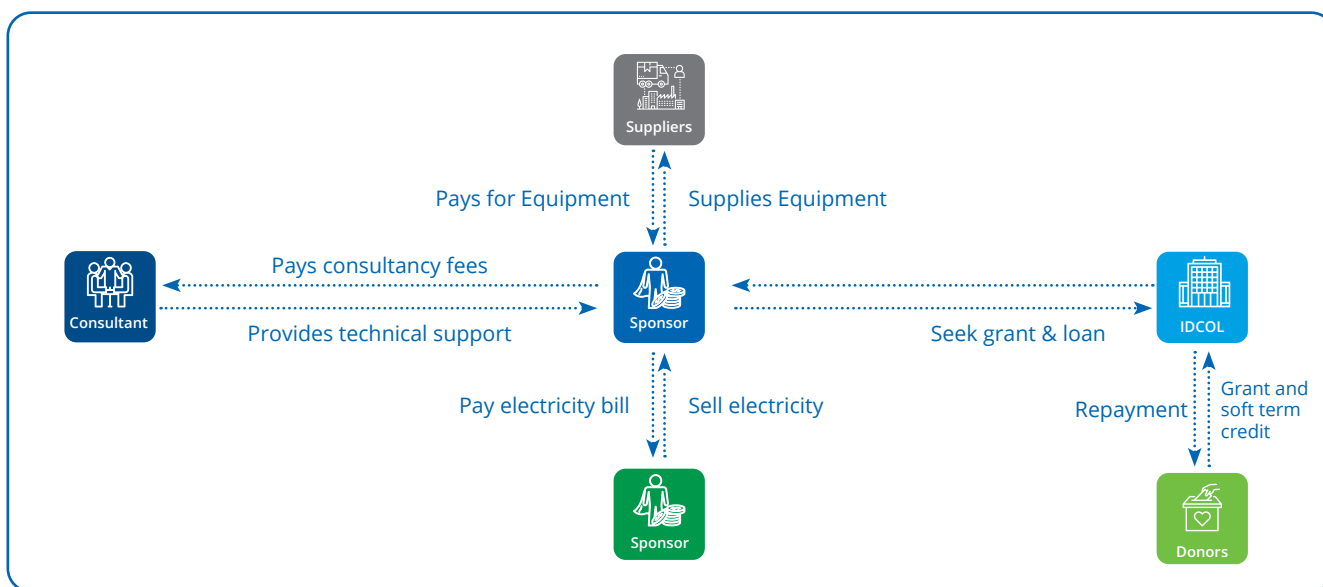 Suppliers
Pays for Equipment
Supplies Equipment
Pays consultancy fees
Consultant
Sponsor
IDCOL
Provides technical support
Seek grant & loan
Pay electricity bill
Sell electricity
Repayment
Grant and
soft term
credit
Sponsor
Donors